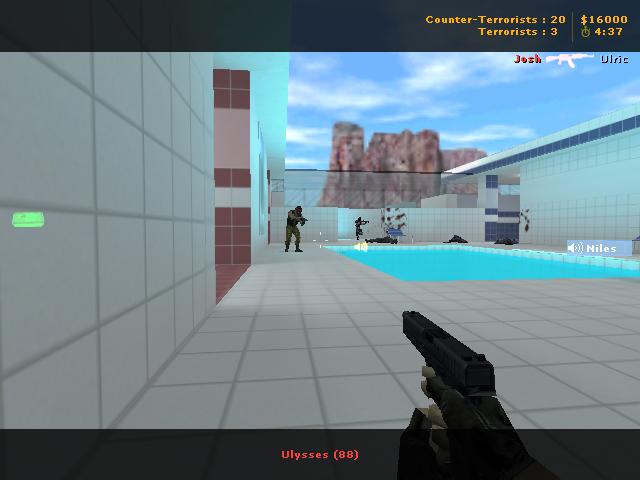 Counter-Terrorists : 20 $16000
Terrorists : 3 4:37
Josh Ulric
Niles
Ulysses (88)